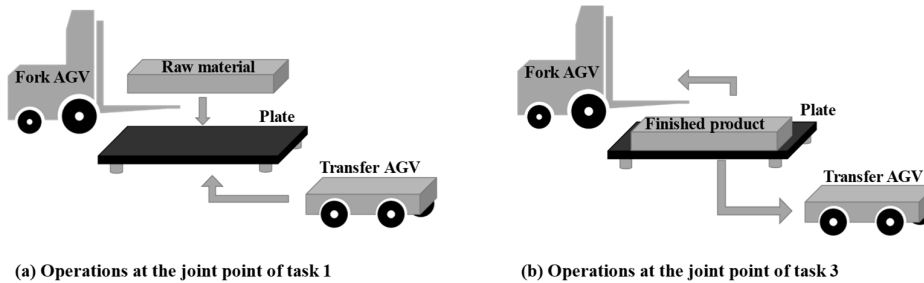 Fork AGV
Raw material
Plate
Transfer AGV
(a) Operations at the joint point of task 1
Fork AGV
Plate
Finished product
Transfer AGV
(b) Operations at the joint point of task 3